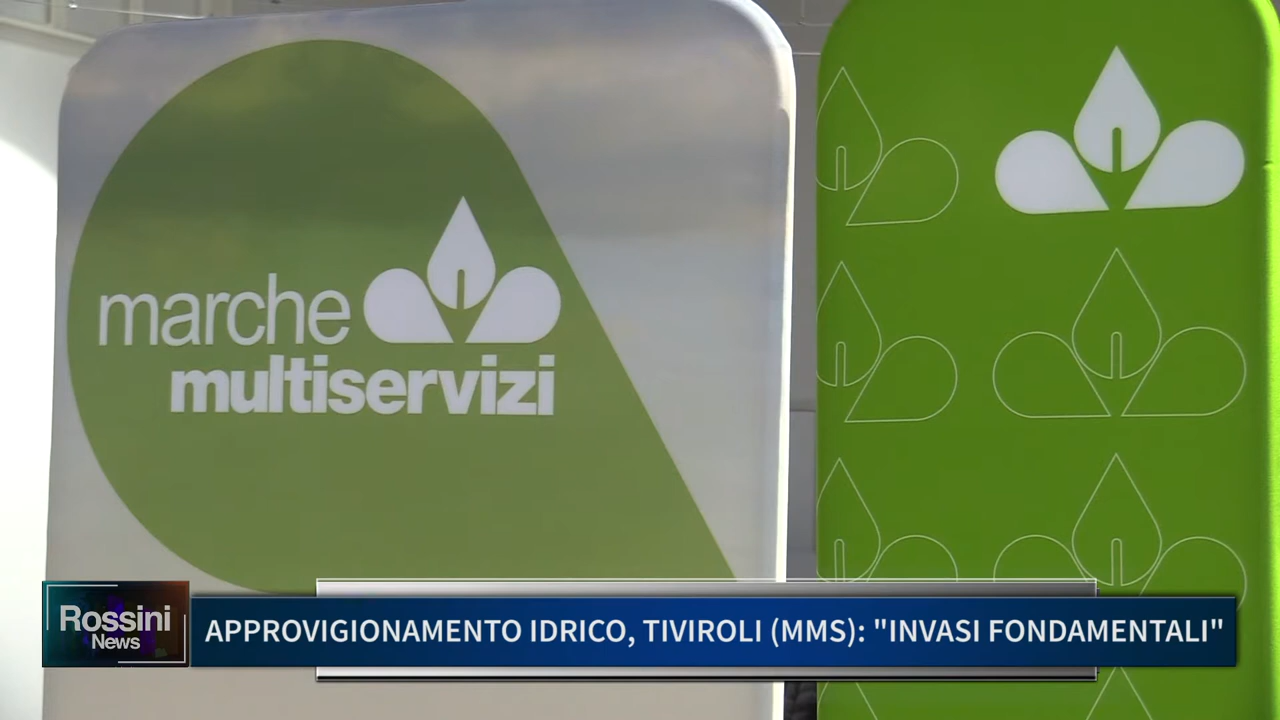 marche
multiservizi
Rossini
News
APPROVIGIONAMENTO IDRICO, TIVIROLI (MMS): "INVASI FONDAMENTALI"